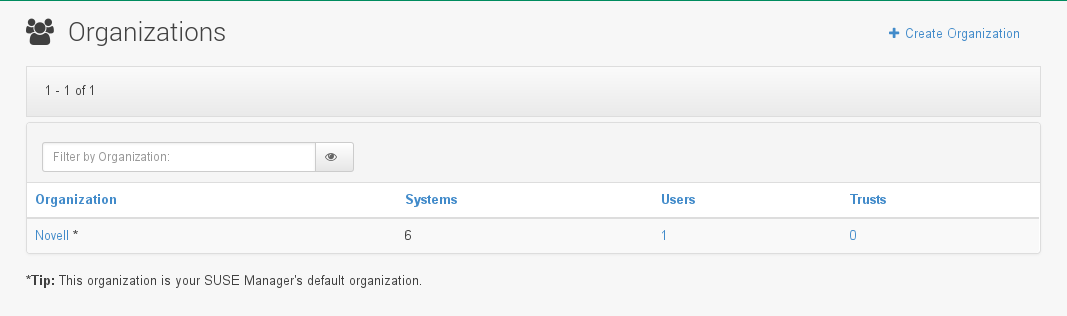 Organizations
Create Organization
1 - 1 of 1
Filter by Organization:
Organization Systems Users Trusts
Novell * 6 1 0
*Tip: This organization is your SUSE Manager's default organization.